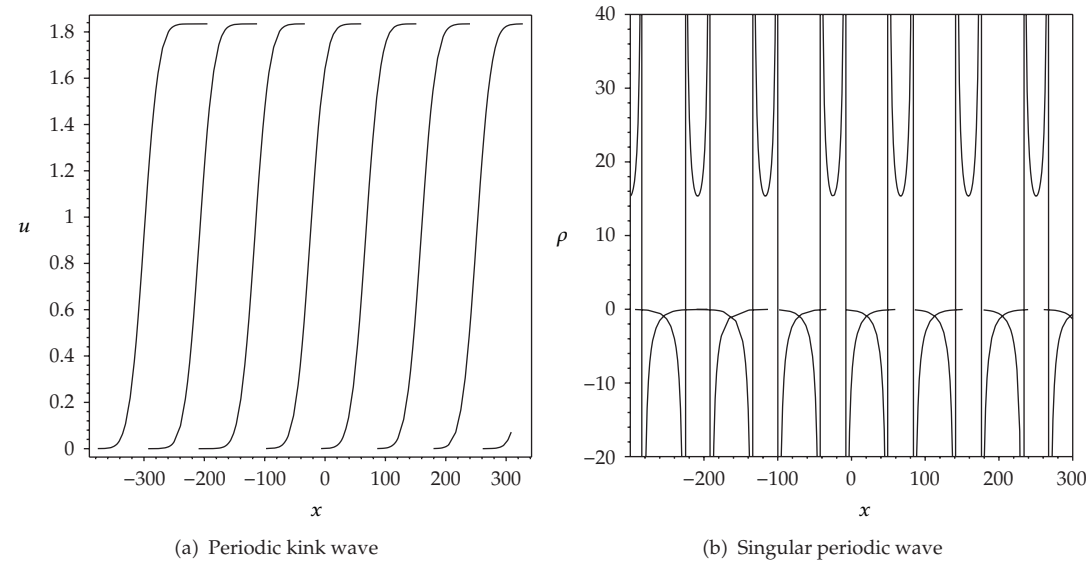 1.8
1.6
1.4
1.2
1
0.8
0.6
0.4
0.2
0
u
−300 −200 −100 0 100 200 300
x
(a) Periodic kink wave
40
30
20
10
0
−10
−20
ρ
−200 −100 0 100 200 300
x
(b) Singular periodic wave